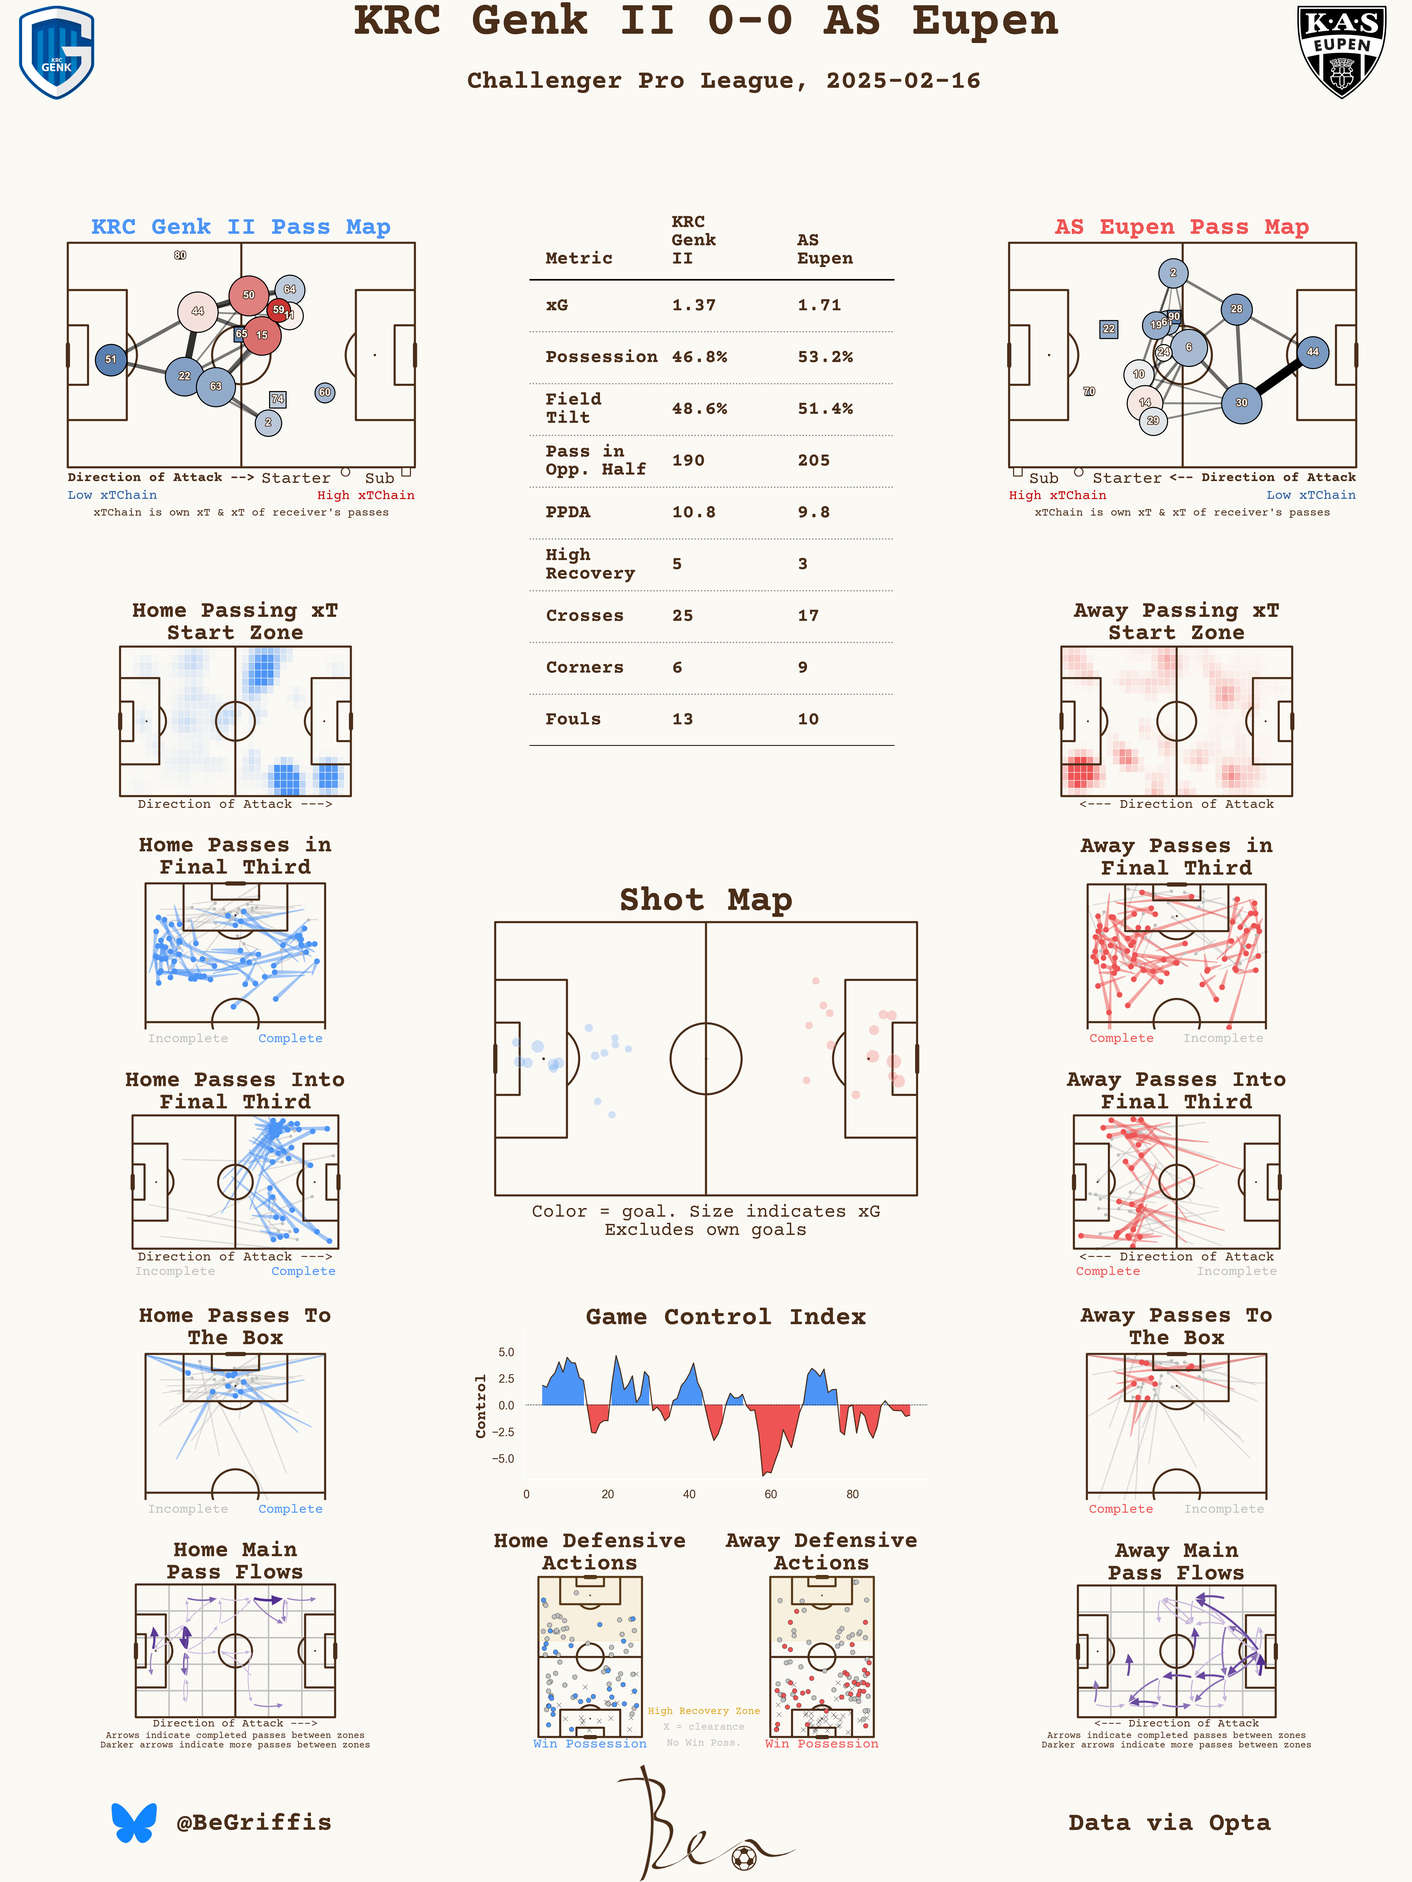 KRC Genk II 0-0 AS Eupen
Challenger Pro League, 2025-02-16
KRC
GENK
K·A·S
EUPEN
KRC Genk II Pass Map
80
50
64
59
11
44
65
15
51
22
63
74
60
2
Direction of Attack --> Starter Sub
Low xTChain High xTChain
xTChain is own xT & xT of receiver's passes
Metric KRC Genk II AS Eupen
xG 1.37 1.71
Possession 46.8% 53.2%
Field Tilt 48.6% 51.4%
Pass in Opp. Half 190 205
PPDA 10.8 9.8
High Recovery 5 3
Crosses 25 17
Corners 6 9
Fouls 13 10
AS Eupen Pass Map
2
28
22
19
90
24
6
44
10
70
14
30
29
Sub Starter <-- Direction of Attack
High xTChain Low xTChain
xTChain is own xT & xT of receiver's passes
Home Passing xT
Start Zone
Direction of Attack --->
Away Passing xT
Start Zone
<--- Direction of Attack
Home Passes in
Final Third
Incomplete Complete
Shot Map
Color = goal. Size indicates xG
Excludes own goals
Away Passes in
Final Third
Complete Incomplete
Home Passes Into
Final Third
Direction of Attack --->
Incomplete Complete
Away Passes Into
Final Third
<--- Direction of Attack
Complete Incomplete
Home Passes To
The Box
Incomplete Complete
Game Control Index
Control
5.0
2.5
0.0
−2.5
−5.0
0 20 40 60 80
Away Passes To
The Box
Complete Incomplete
Home Main
Pass Flows
Direction of Attack --->
Arrows indicate completed passes between zones
Darker arrows indicate more passes between zones
Home Defensive
Actions
Win Possession
Away Defensive
Actions
Win Possession
High Recovery Zone
X = clearance
No Win Poss.
Away Main
Pass Flows
<--- Direction of Attack
Arrows indicate completed passes between zones
Darker arrows indicate more passes between zones
@BeGriffis
Data via Opta